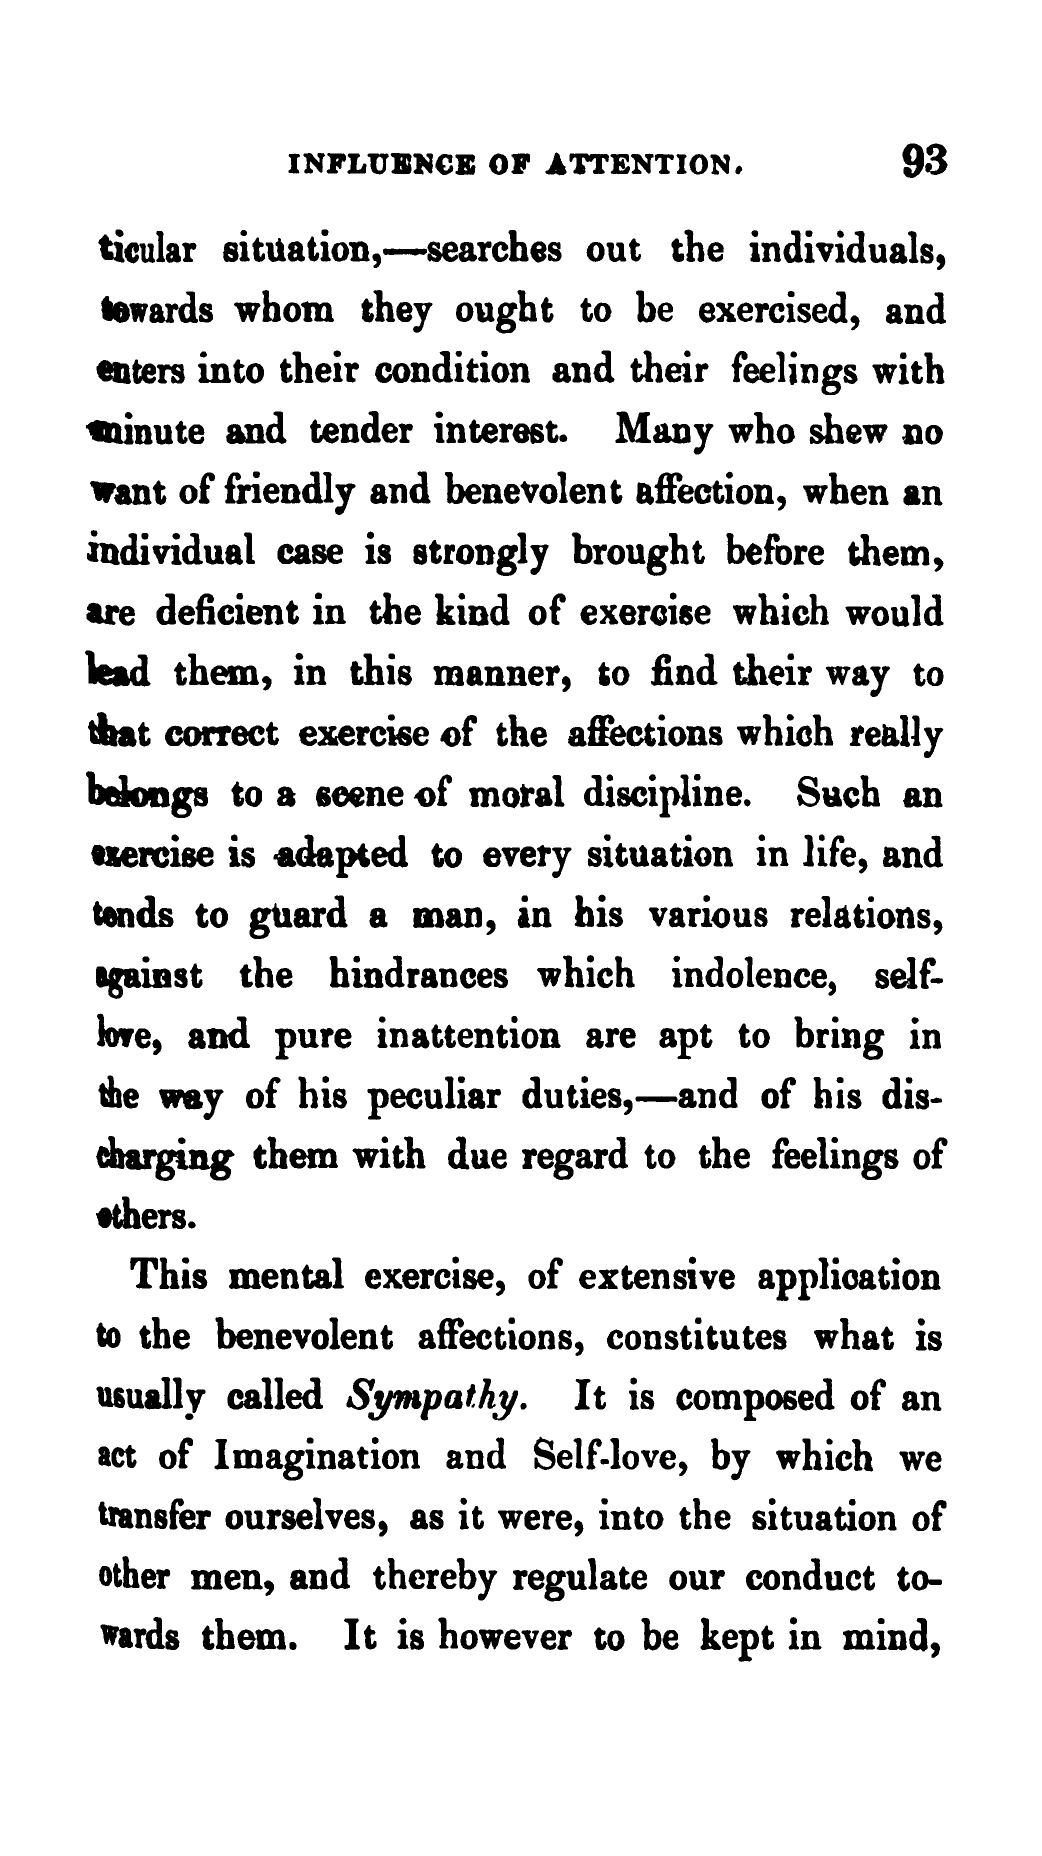 INFLUENCE OF ATTENTION. 93
ticular situation,—searches out the individuals,
towards whom they ought to be exercised, and
enters into their condition and their feelings with
minute and tender interest. Many who shew no
want of friendly and benevolent affection, when an
individual case is strongly brought before them,
are deficient in the kind of exercise which would
lead them, in this manner, to find their way to
that correct exercise of the affections which really
belongs to a scene of moral discipline. Such an
exercise is adapted to every situation in life, and
tends to guard a man, in his various relations,
against the hindrances which indolence, self-
love, and pure inattention are apt to bring in
the way of his peculiar duties,—and of his dis-
charging them with due regard to the feelings of
others.
This mental exercise, of extensive application
to the benevolent affections, constitutes what is
usually called Sympathy. It is composed of an
act of Imagination and Self-love, by which we
transfer ourselves, as it were, into the situation of
other men, and thereby regulate our conduct to-
wards them. It is however to be kept in mind,